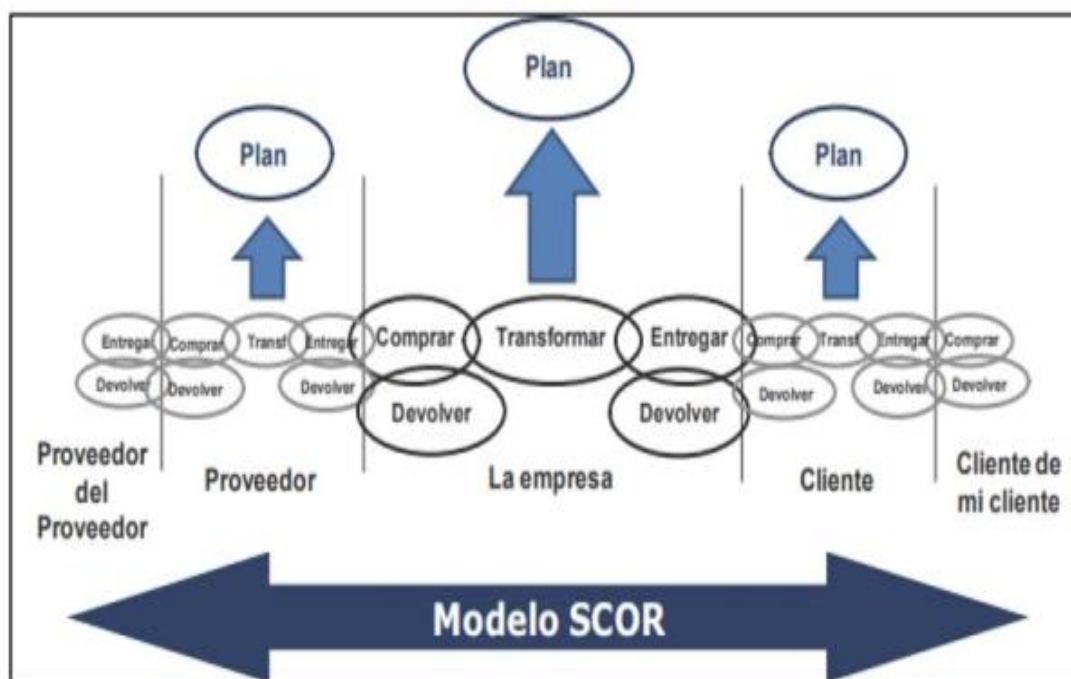 Plan
Plan
Plan
Entregar
Comprar
Transf
Entregar
Comprar
Transformar
Entregar
Comprar
Transf
Entregar
Comprar
Devolver
Devolver
Devolver
Devolver
Devolver
Devolver
Devolver
Devolver
Proveedor
del
Proveedor
Proveedor
La empresa
Cliente
Cliente de
mi cliente
Modelo SCOR